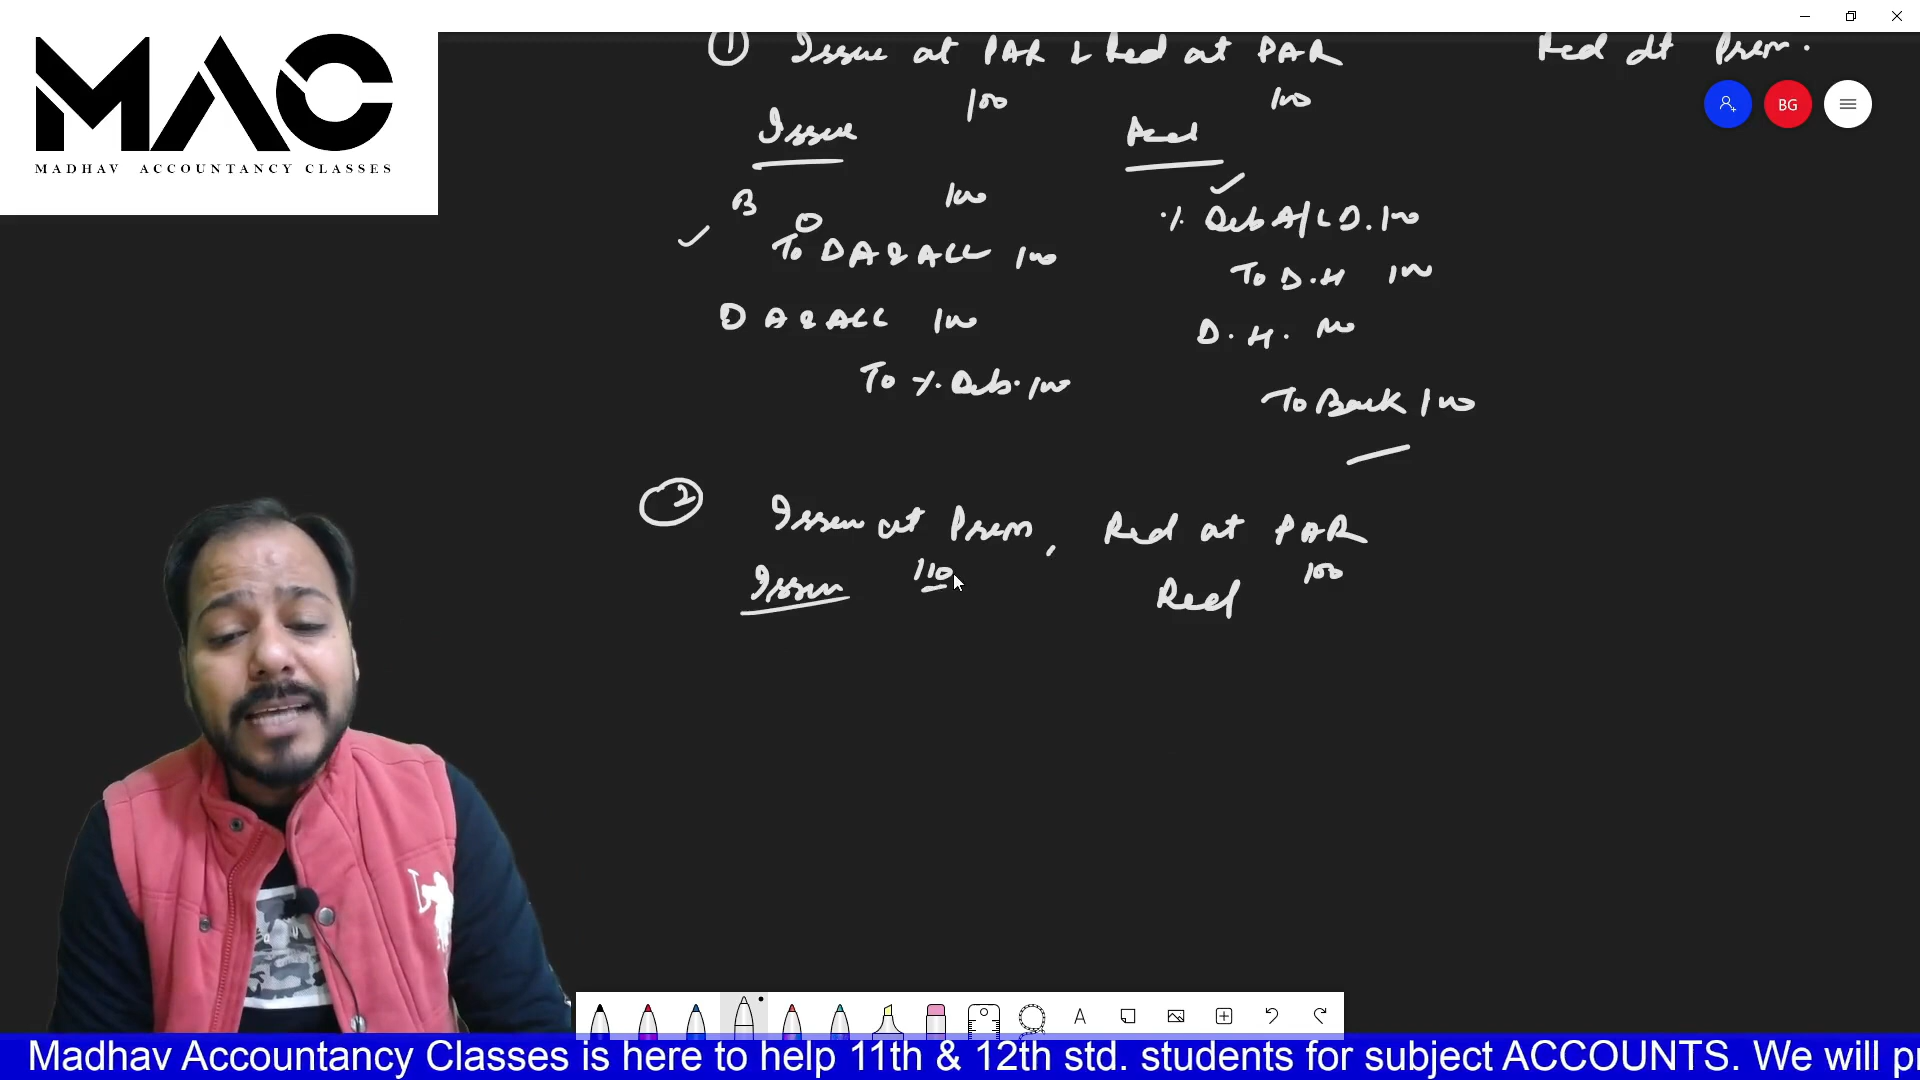 MAC
MADHAV ACCOUNTANCY CLASSES
① Issue at PAR & Red at PAR
Red at Prem.
100 100
BG
Issue Red
B 100
To D A & ALL 100
D A & ALL 100
To %. Deb. 100
%. Deb A/C D. 100
To D.H 100
D.H. 100
To Bank 100
② Issue at Prem, Red at PAR
110 100
Issue Red
A
Madhav Accountancy Classes is here to help 11th & 12th std. students for subject ACCOUNTS. We will pr